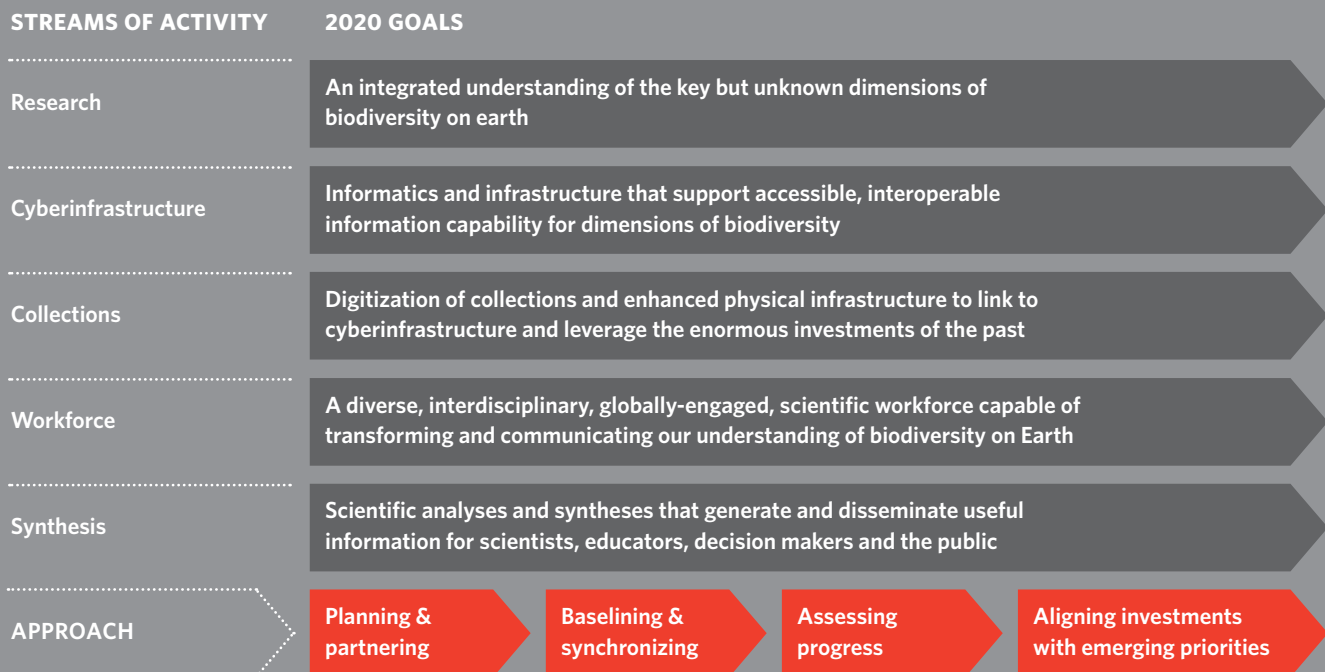 STREAMS OF ACTIVITY
2020 GOALS
Research
An integrated understanding of the key but unknown dimensions of
biodiversity on earth
Cyberinfrastructure
Informatics and infrastructure that support accessible, interoperable
information capability for dimensions of biodiversity
Collections
Digitization of collections and enhanced physical infrastructure to link to
cyberinfrastructure and leverage the enormous investments of the past
Workforce
A diverse, interdisciplinary, globally-engaged, scientific workforce capable of
transforming and communicating our understanding of biodiversity on Earth
Synthesis
Scientific analyses and syntheses that generate and disseminate useful
information for scientists, educators, decision makers and the public
APPROACH
Planning &
partnering
Baselining &
synchronizing
Assessing
progress
Aligning investments
with emerging priorities